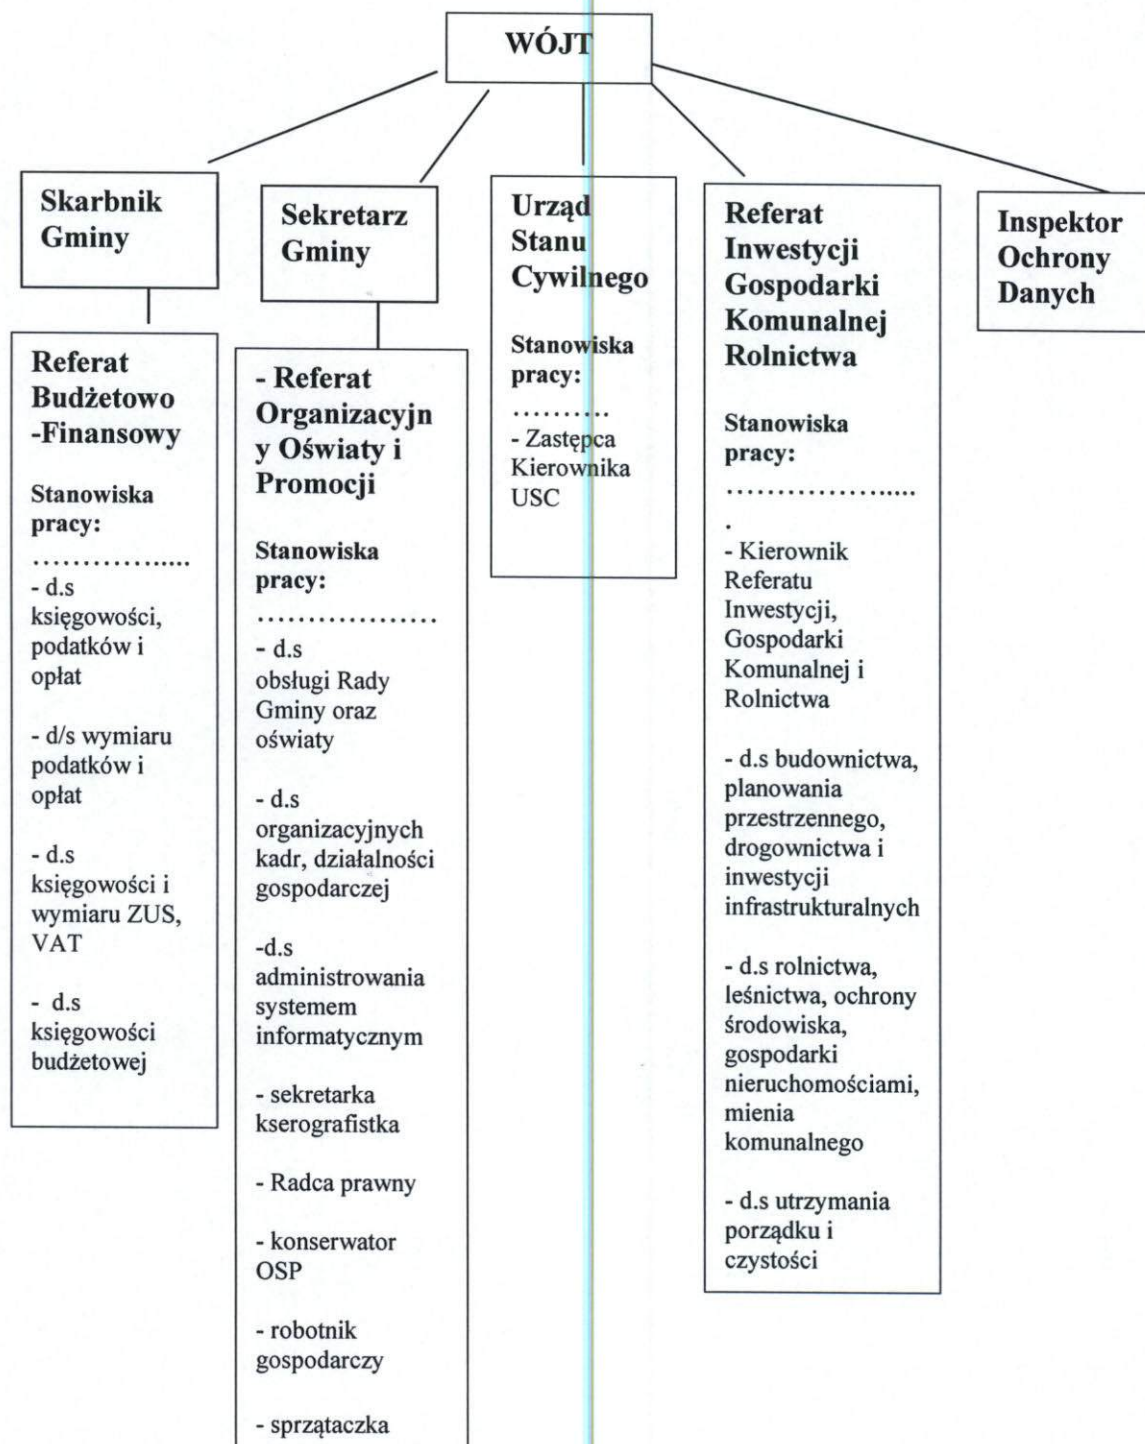 WÓJT
Skarbnik
Gminy
Referat
Budżetowo
-Finansowy
Stanowiska
pracy:
………….....
- d.s
księgowości,
podatków i
opłat
- d/s wymiaru
podatków i
opłat
- d.s
księgowości i
wymiaru ZUS,
VAT
- d.s
księgowości
budżetowej
Sekretarz
Gminy
- Referat
Organizacyjn
y Oświaty i
Promocji
Stanowiska
pracy:
………………
- d.s
obsługi Rady
Gminy oraz
oświaty
- d.s
organizacyjnych
kadr, działalności
gospodarczej
-d.s
administrowania
systemem
informatycznym
- sekretarka
kserografistka
- Radca prawny
- konserwator
OSP
- robotnik
gospodarczy
- sprzątaczka
Urząd
Stanu
Cywilnego
Stanowiska
pracy:
……….
- Zastępca
Kierownika
USC
Referat
Inwestycji
Gospodarki
Komunalnej
Rolnictwa
Stanowiska
pracy:
……………….....
.
- Kierownik
Referatu
Inwestycji,
Gospodarki
Komunalnej i
Rolnictwa
- d.s budownictwa,
planowania
przestrzennego,
drogownictwa i
inwestycji
infrastrukturalnych
- d.s rolnictwa,
leśnictwa, ochrony
środowiska,
gospodarki
nieruchomościami,
mienia
komunalnego
- d.s utrzymania
porządku i
czystości
Inspektor
Ochrony
Danych